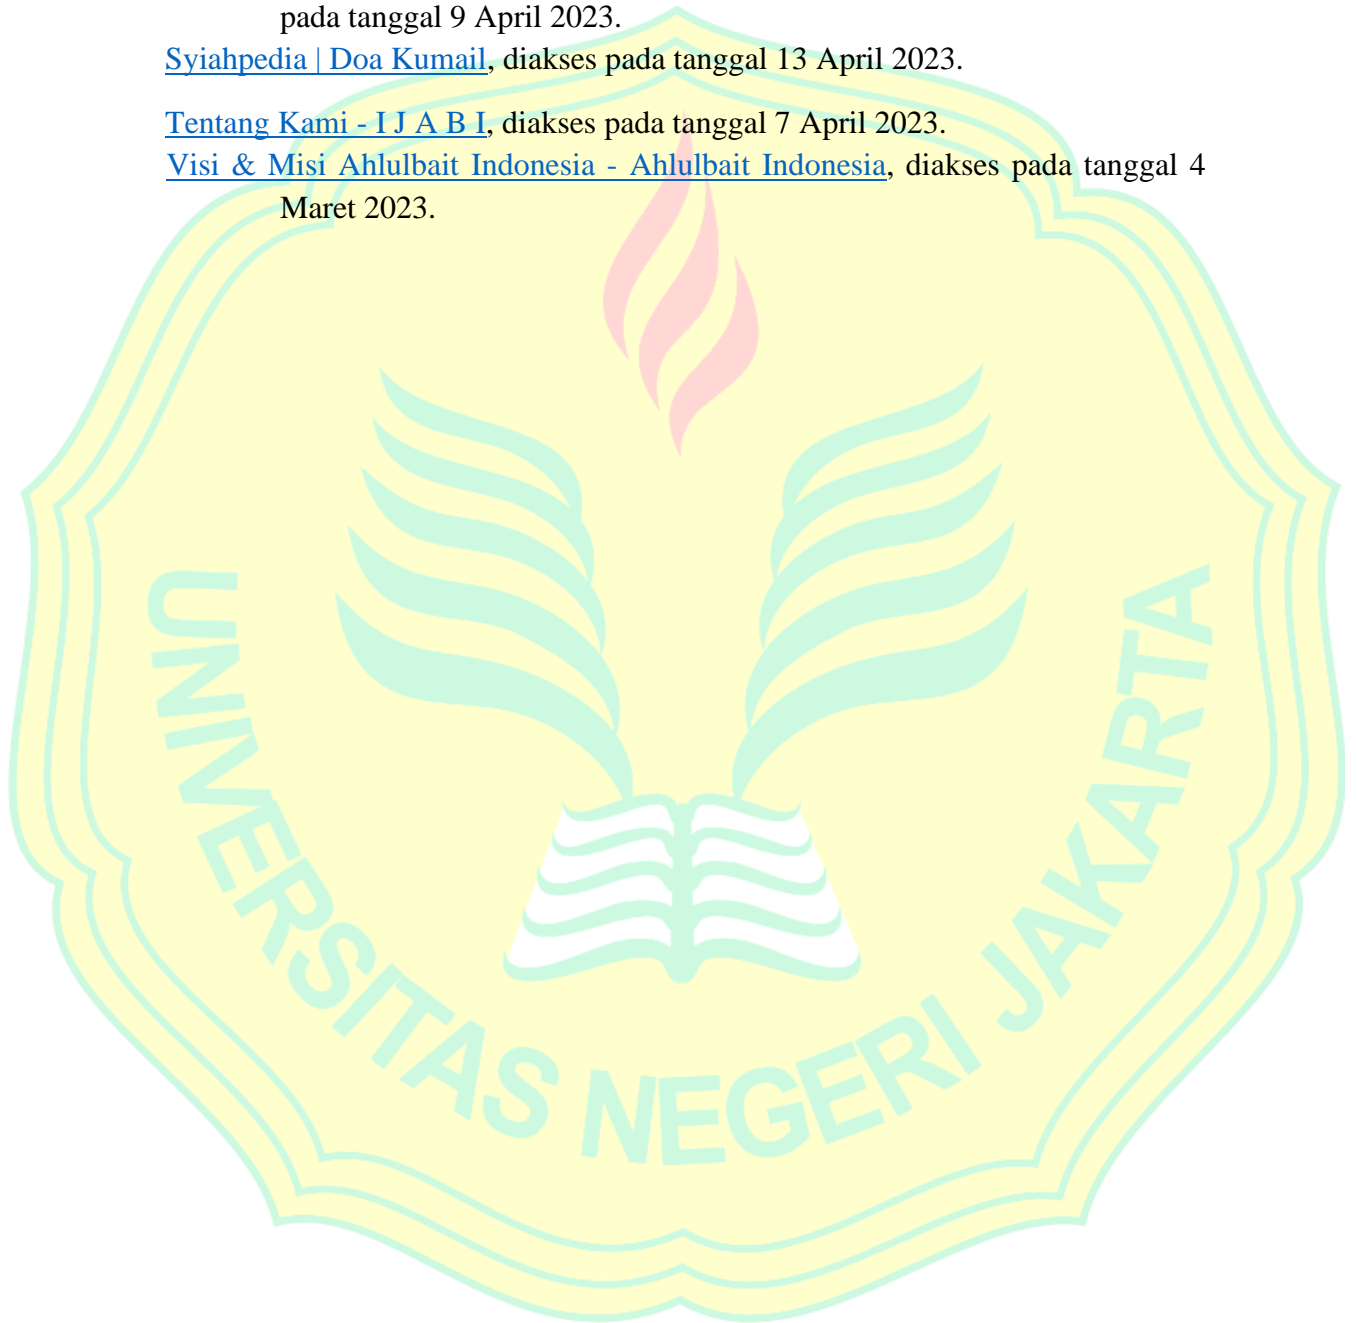 pada tanggal 9 April 2023.
Syiahpedia | Doa Kumail, diakses pada tanggal 13 April 2023.
Tentang Kami - I J A B I, diakses pada tanggal 7 April 2023.
Visi & Misi Ahlulbait Indonesia - Ahlulbait Indonesia, diakses pada tanggal 4
Maret 2023.
UNIVERSITAS NEGERI JAKARTA